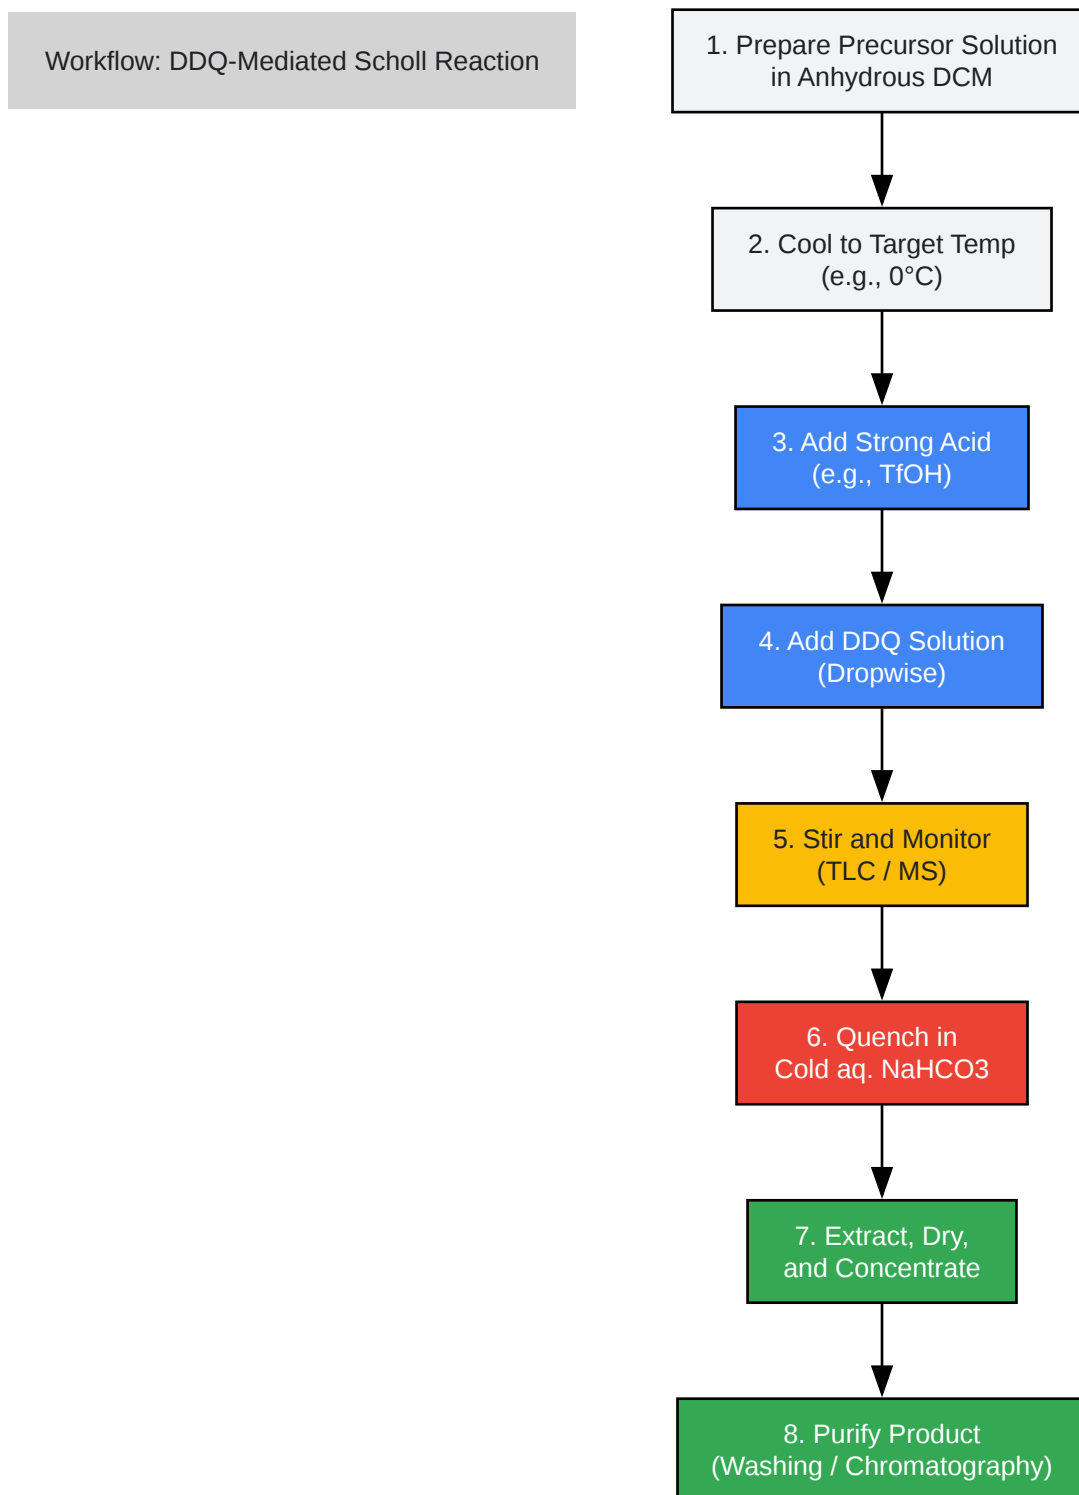 Workflow: DDQ-Mediated Scholl Reaction
1. Prepare Precursor Solution
in Anhydrous DCM
2. Cool to Target Temp
(e.g., 0°C)
3. Add Strong Acid
(e.g., TfOH)
4. Add DDQ Solution
(Dropwise)
5. Stir and Monitor
(TLC / MS)
6. Quench in
Cold aq. NaHCO3
7. Extract, Dry,
and Concentrate
8. Purify Product
(Washing / Chromatography)